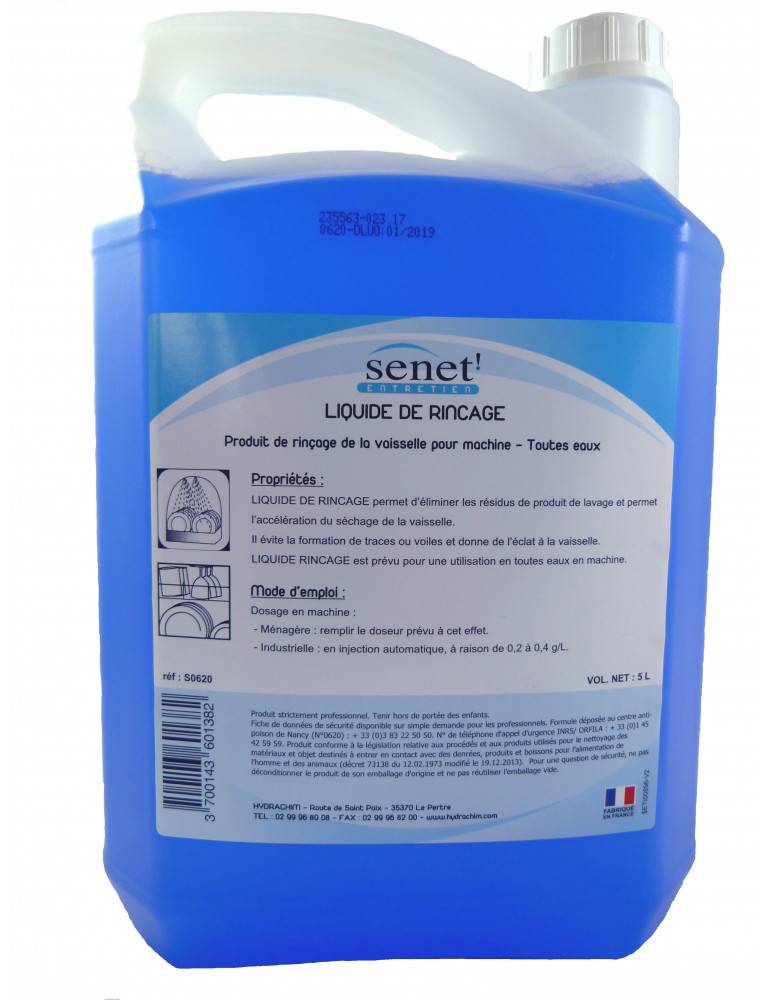 235563-023 17
0620-DLUO:01/2019
senet!
ENTRETIEN
LIQUIDE DE RINCAGE
Produit de rinçage de la vaisselle pour machine – Toutes eaux
Propriétés :
LIQUIDE DE RINCAGE permet d'éliminer les résidus de produit de lavage et permet
l'accélération du séchage de la vaisselle.
Il évite la formation de traces ou voiles et donne de l'éclat à la vaisselle.
LIQUIDE RINCAGE est prévu pour une utilisation en toutes eaux en machine.
Mode d'emploi :
Dosage en machine :
- Ménagère : remplir le doseur prévu à cet effet.
- Industrielle : en injection automatique, à raison de 0,2 à 0,4 g/L.
réf : S0620
VOL. NET : 5 L
3 700143 601382
Produit strictement professionnel. Tenir hors de portée des enfants.
Fiche de données de sécurité disponible sur simple demande pour les professionnels. Formule déposée au centre anti-
poison de Nancy (N°0620) : + 33 (0)3 83 22 50 50. N° de téléphone d'appel d'urgence INRS/ ORFILA : + 33 (0)1 45
42 59 59. Produit conforme à la législation relative aux procédés et aux produits utilisés pour le nettoyage des
matériaux et objet destinés à entrer en contact avec des denrées, produits et boissons pour l'alimentation de
l'homme et des animaux (décret 73138 du 12.02.1973 modifié le 19.12.2013). Pour une question de sécurité, ne pas
déconditionner le produit de son emballage d'origine et ne pas réutiliser l'emballage vide.
HYDRACHIM – Route de Saint Poix – 35370 Le Pertre
TEL : 02 99 96 80 08 – FAX : 02 99 96 82 00 – www.hydrachim.com
FABRIQUÉ
EN FRANCE